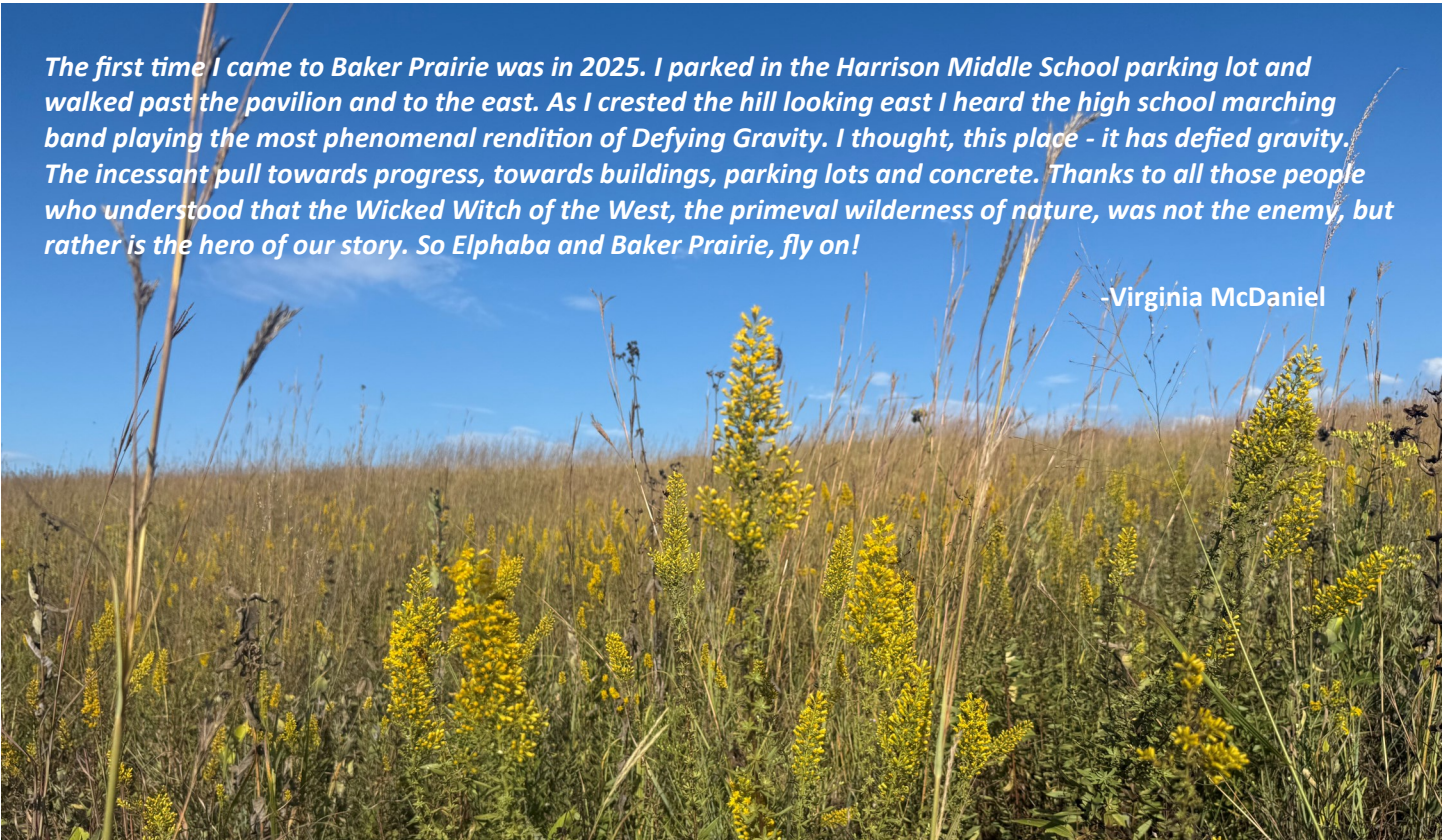 The first time I came to Baker Prairie was in 2025. I parked in the Harrison Middle School parking lot and
walked past the pavilion and to the east. As I crested the hill looking east I heard the high school marching
band playing the most phenomenal rendition of Defying Gravity. I thought, this place - it has defied gravity.
The incessant pull towards progress, towards buildings, parking lots and concrete. Thanks to all those people
who understood that the Wicked Witch of the West, the primeval wilderness of nature, was not the enemy, but
rather is the hero of our story. So Elphaba and Baker Prairie, fly on!
-Virginia McDaniel